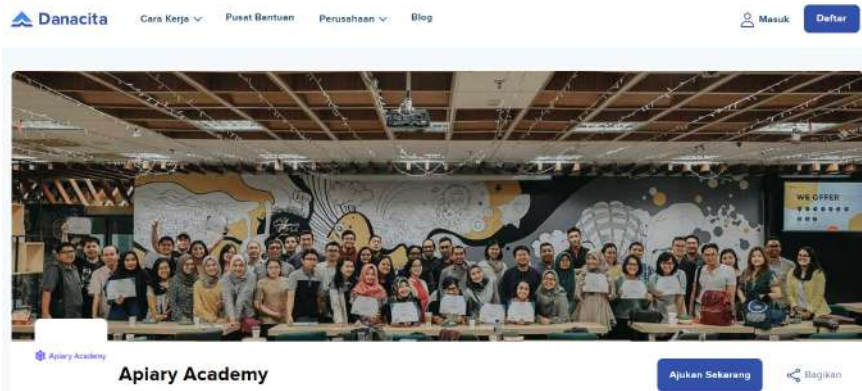 Danacita
Cara Kerja
Pusat Bantuan
Perusahaan
Blog
Masuk
Daftar
WE OFFER
Apiary Academy
Apiary Academy
Ajukan Sekarang
Bagikan